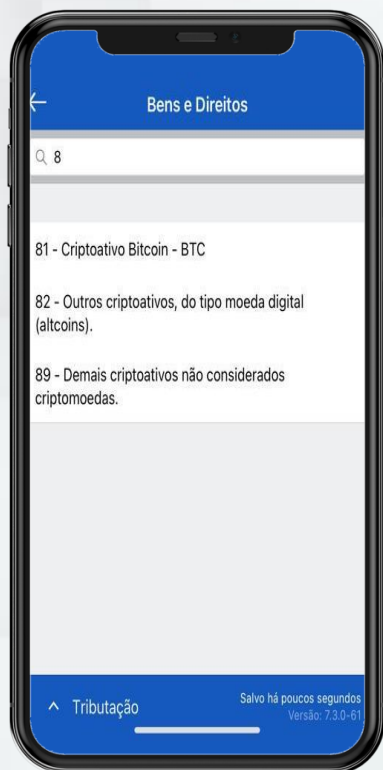 Bens e Direitos
8
81 - Criptoativo Bitcoin - BTC
82 - Outros criptoativos, do tipo moeda digital
(altcoins).
89 - Demais criptoativos não considerados
criptomoedas.
Tributação
Salvo há poucos segundos
Versão: 7.3.0-61